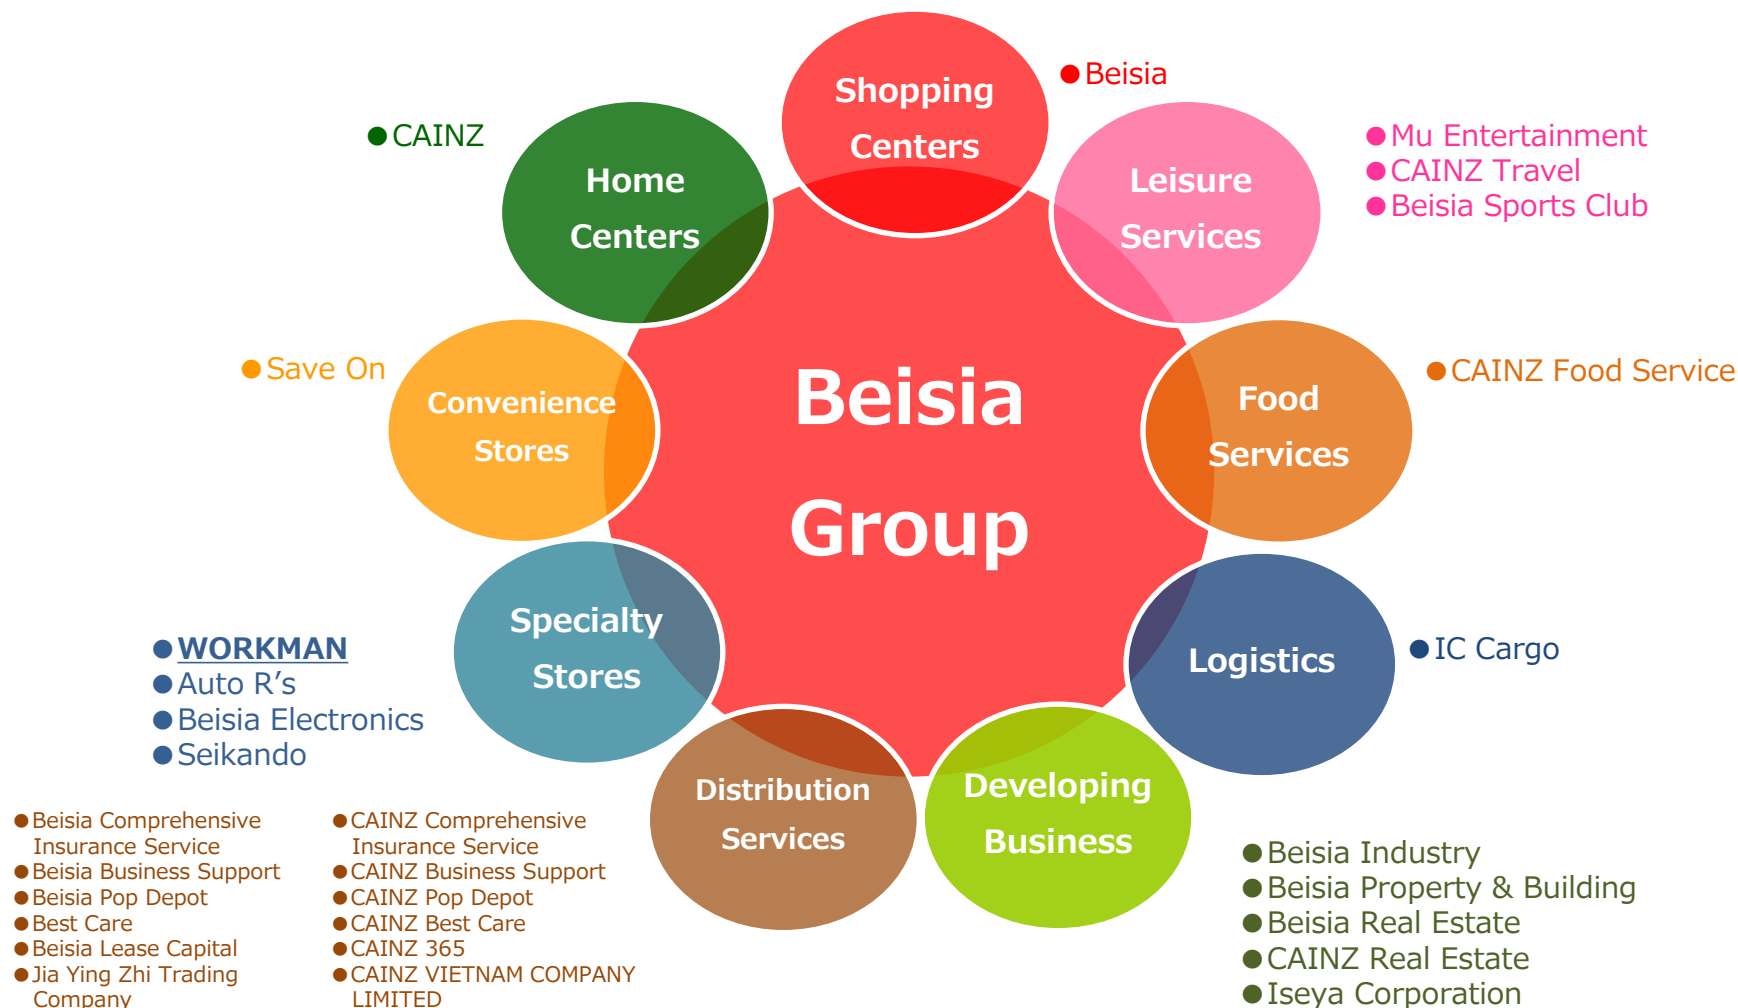 Shopping
Centers
●Beisia
●CAINZ
Home
Centers
Leisure
Services
●Mu Entertainment
●CAINZ Travel
●Beisia Sports Club
●Save On
Convenience
Stores
Beisia
Group
Food
Services
●CAINZ Food Service
Specialty
Stores
●WORKMAN
●Auto R’s
●Beisia Electronics
●Seikando
Logistics
●IC Cargo
Distribution
Services
Developing
Business
●Beisia Comprehensive
Insurance Service
●Beisia Business Support
●Beisia Pop Depot
●Best Care
●Beisia Lease Capital
●Jia Ying Zhi Trading
Company
●CAINZ Comprehensive
Insurance Service
●CAINZ Business Support
●CAINZ Pop Depot
●CAINZ Best Care
●CAINZ 365
●CAINZ VIETNAM COMPANY
LIMITED
●Beisia Industry
●Beisia Property & Building
●Beisia Real Estate
●CAINZ Real Estate
●Iseya Corporation